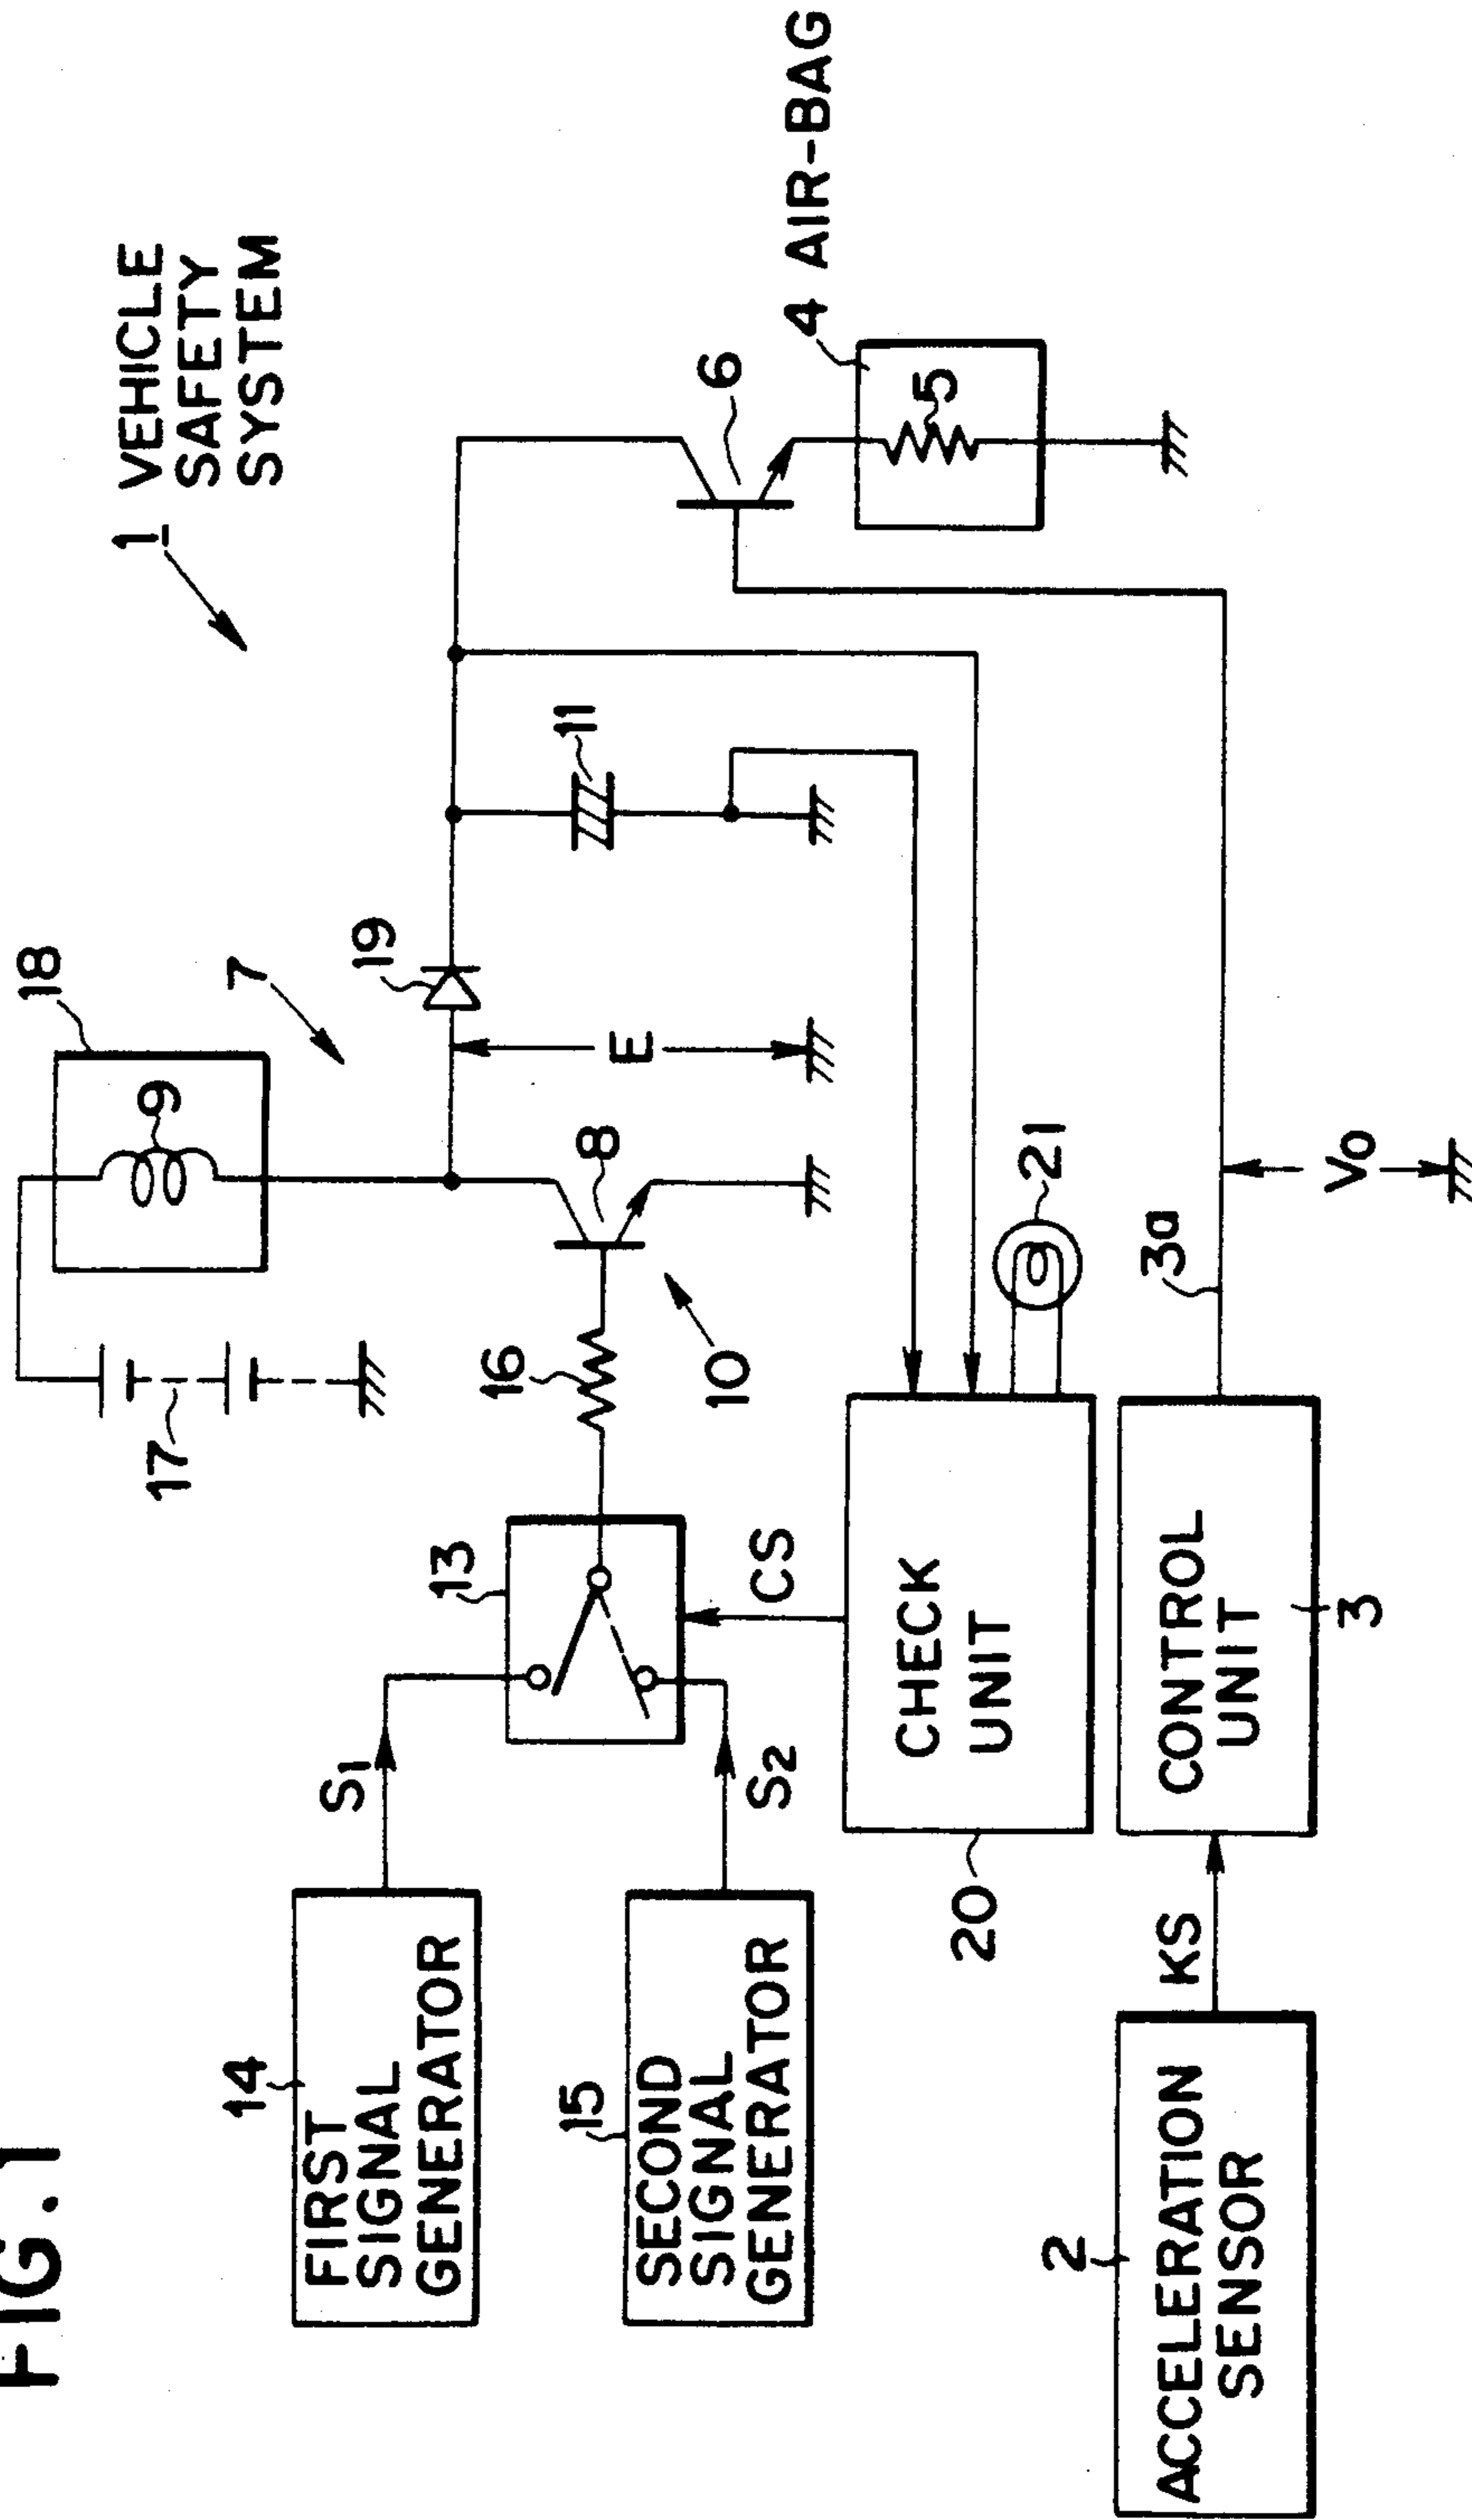 FIG. 1
1 VEHICLE
SAFETY
SYSTEM
18
9
7
17
19
14
FIRST
SIGNAL
GENERATOR
S1
13
16
8
E
11
6
10
15
SECOND
SIGNAL
GENERATOR
S2
CS
4 AIR-BAG
5
20
CHECK
UNIT
21
2
ACCELERATION
SENSOR
KS
CONTROL
UNIT
3
3a
Vo